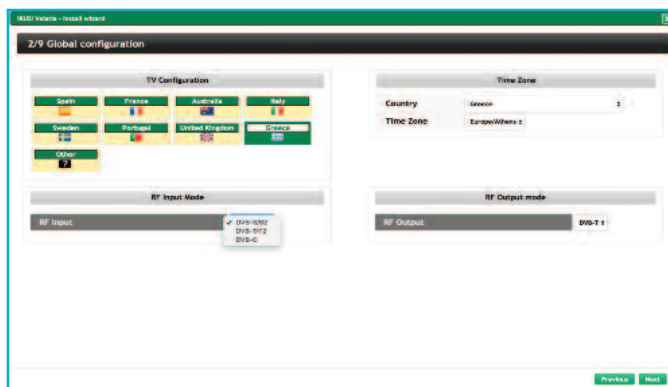 IKUSI Velatia - Install wizard
2/9 Global configuration
TV Configuration
Time Zone
Spain
France
Australia
Italy
Country
Greece
Sweden
Portugal
United Kingdom
Greece
Time Zone
Europe/Athens
Other
?
RF Input Mode
RF Output mode
RF Input
✓ DVB-S/S2
DVB-T/T2
DVB-C
RF Output
DVB-T
Previous
Next